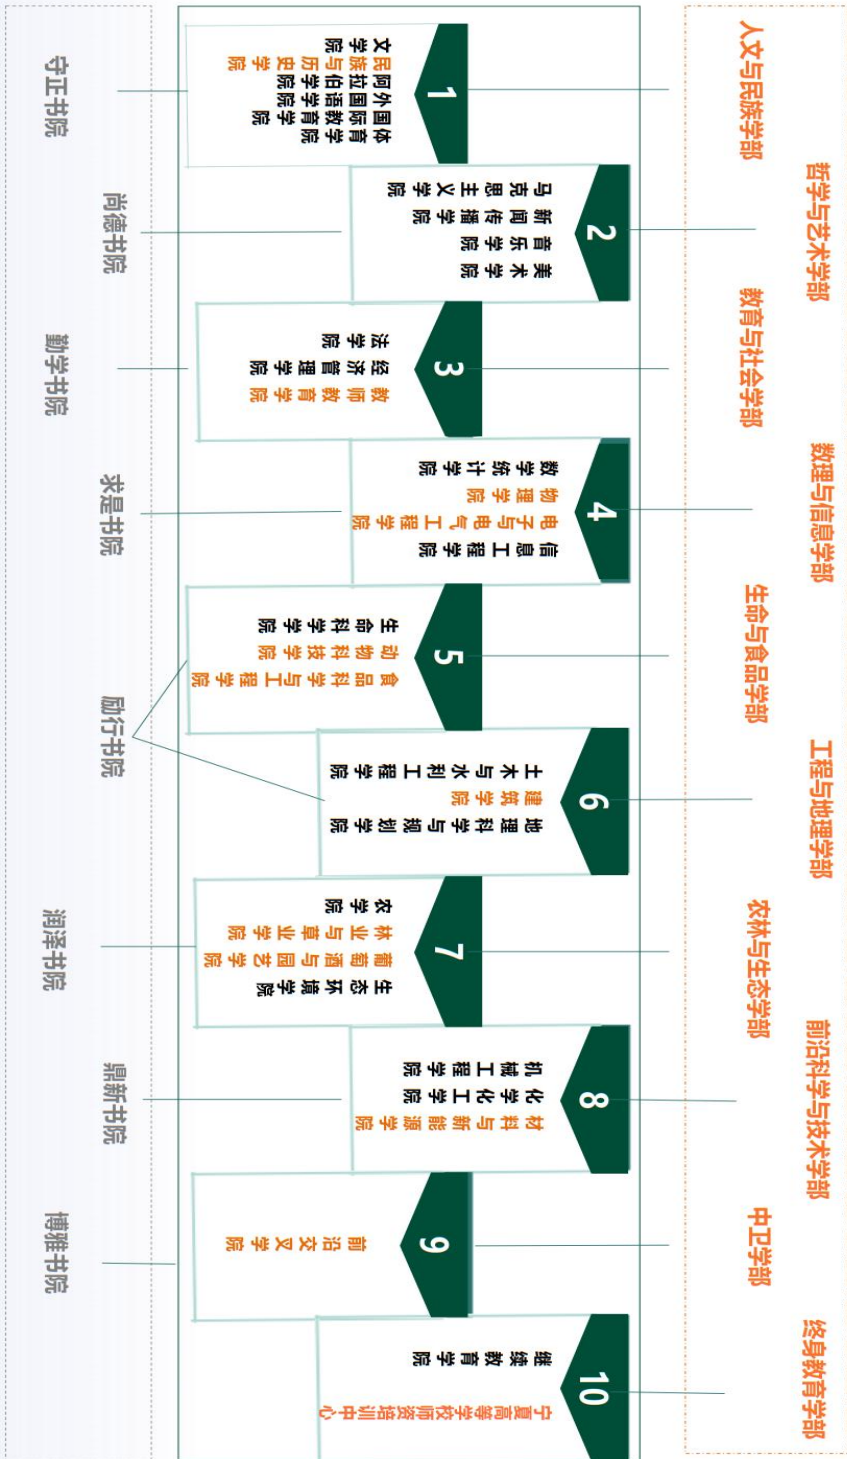 人文与民族学部
哲学与艺术学部
教育与社会学部
数理与信息学部
生命与食品学部
工程与地理学部
农林与生态学部
前沿科学与技术学部
中卫学部
终身教育学部
1
文学院
民族与历史学院
阿拉伯学院
外国语学院
国际教育学院
体育学院
2
马克思主义学院
新闻传播学院
音乐学院
美术学院
3
法学院
经济管理学院
教师教育学院
4
数学统计学院
物理学院
电子与电气工程学院
信息工程学院
5
生命科学学院
动物科技学院
食品科学与工程学院
6
土木与水利工程学院
建筑学院
地理科学与规划学院
7
农学院
林业与草业学院
葡萄酒与园艺学院
生态环境学院
8
机械工程学院
化学化工学院
材料与新能源学院
9
前沿交叉学院
10
继续教育学院
宁夏高等学校师资培训中心
守正书院
尚德书院
勤学书院
求是书院
励行书院
润泽书院
鼎新书院
博雅书院